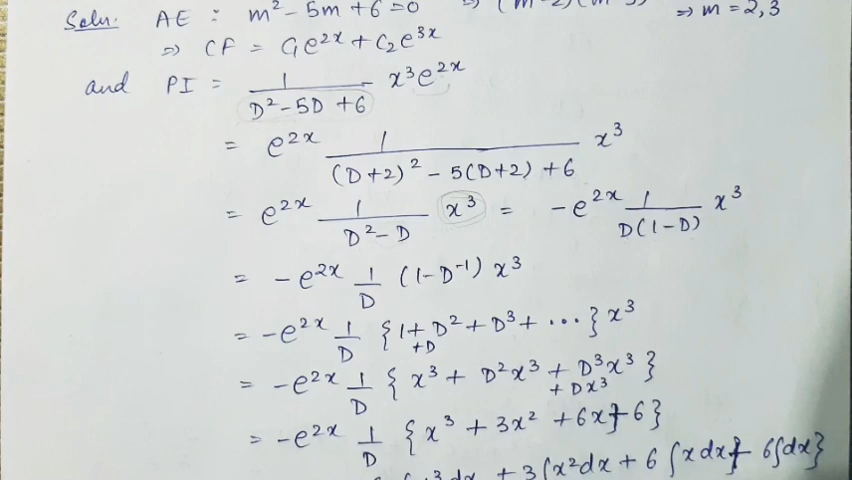 Soln. AE : m² - 5m + 6 = 0 ⇒ (m-2)(m-3) ⇒ m = 2, 3
⇒ CF = C₁e^{2x} + C₂e^{3x}
and PI = 1/(D² - 5D + 6) x³e^{2x}
= e^{2x} 1/((D+2)² - 5(D+2) + 6) x³
= e^{2x} 1/(D² - D) x³ = -e^{2x} 1/(D(1-D)) x³
= -e^{2x} 1/D (1-D^{-1}) x³
= -e^{2x} 1/D {1 + D + D² + D³ + ...} x³
= -e^{2x} 1/D {x³ + D²x³ + D³x³ + Dx³}
= -e^{2x} 1/D {x³ + 3x² + 6x + 6}
x³dx + 3∫x²dx + 6∫xdx + 6∫dx}